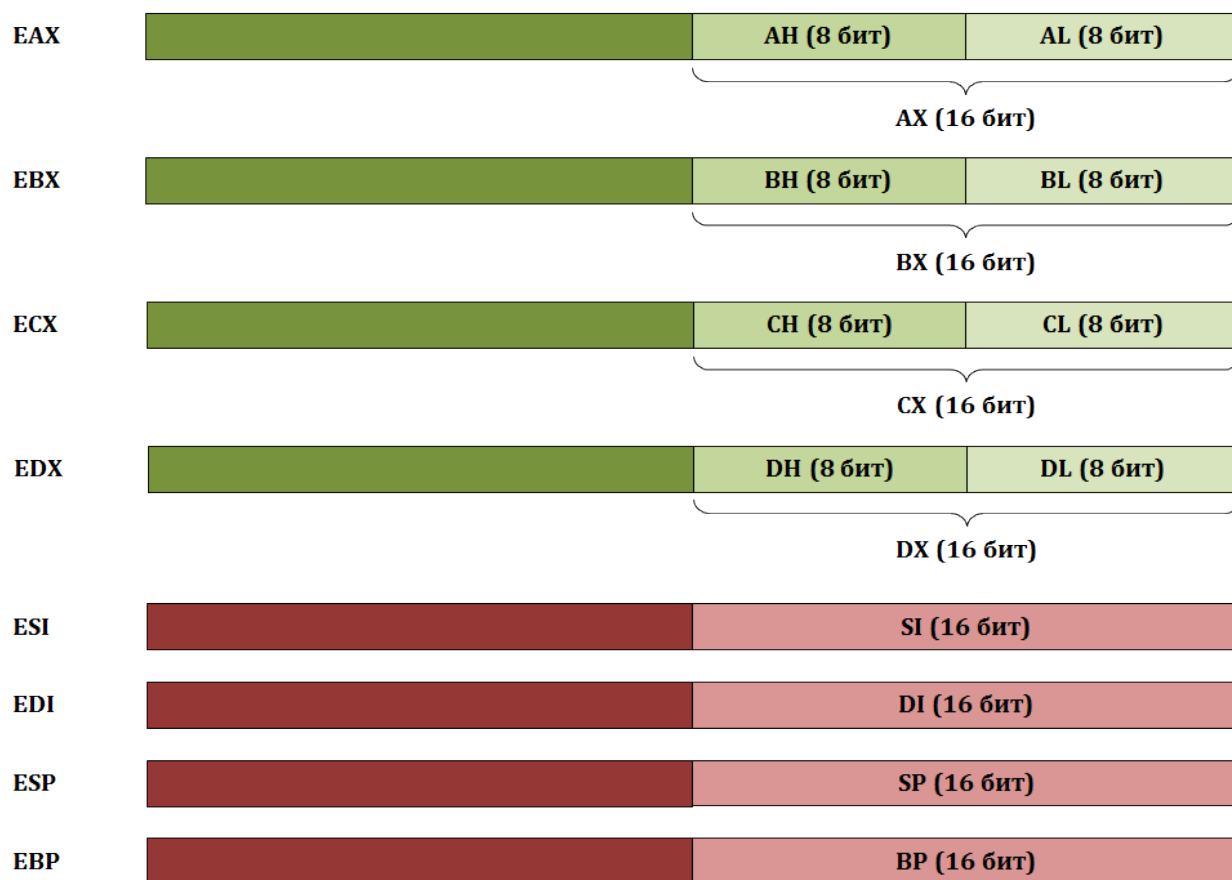 EAX AH (8 бит) AL (8 бит)
AX (16 бит)
EBX BH (8 бит) BL (8 бит)
BX (16 бит)
ECX CH (8 бит) CL (8 бит)
CX (16 бит)
EDX DH (8 бит) DL (8 бит)
DX (16 бит)
ESI SI (16 бит)
EDI DI (16 бит)
ESP SP (16 бит)
EBP BP (16 бит)